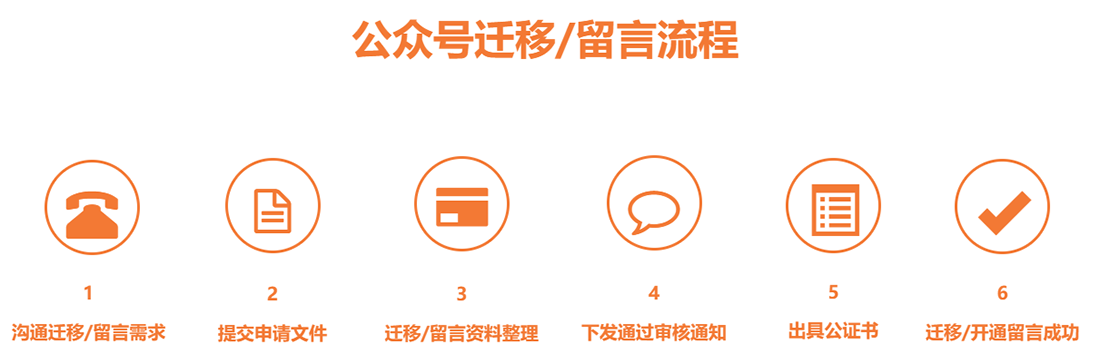 公众号迁移/留言流程
1
2
3
4
5
6
沟通迁移/留言需求
提交申请文件
迁移/留言资料整理
下发通过审核通知
出具公证书
迁移/开通留言成功